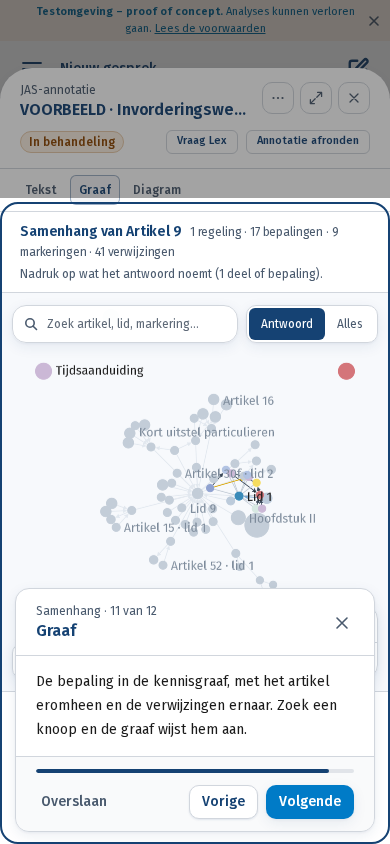 Testomgeving – proof of concept. Analyses kunnen verloren
gaan. Lees de voorwaarden
Nieuw gesprek
JAS-annotatie
VOORBEELD · Invorderingswe...
In behandeling
Vraag Lex
Annotatie afronden
Tekst
Graaf
Diagram
Samenhang van Artikel 9 1 regeling · 17 bepalingen · 9
markeringen · 41 verwijzingen
Nadruk op wat het antwoord noemt (1 deel of bepaling).
Zoek artikel, lid, markering...
Antwoord
Alles
Tijdsaanduiding
Artikel 16
Kort uitstel particulieren
Artikel 30f · lid 2
Lid 1
Lid 9
Hoofdstuk II
Artikel 15 · lid 1
Artikel 52 · lid 1
Samenhang · 11 van 12
Graaf
De bepaling in de kennisgraaf, met het artikel
eromheen en de verwijzingen ernaar. Zoek een
knoop en de graaf wijst hem aan.
Overslaan
Vorige
Volgende